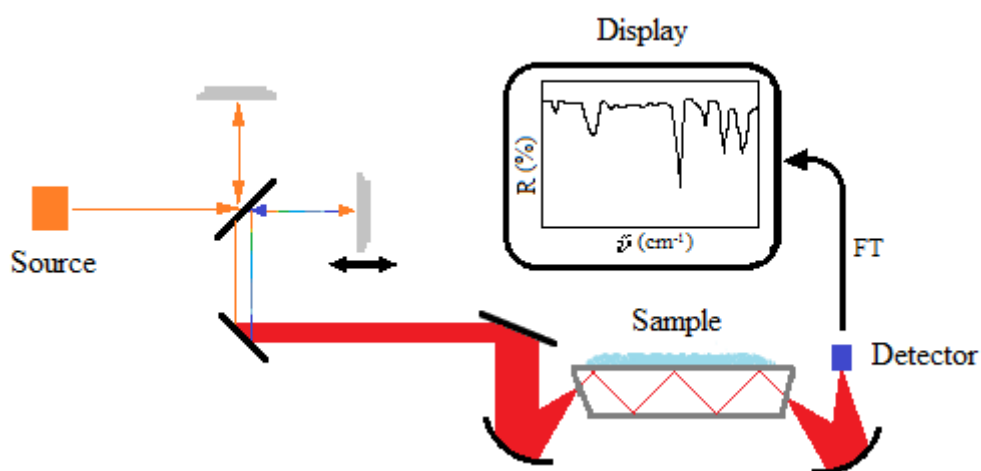 Display
R (%)
ṽ (cm⁻¹)
Source
FT
Sample
Detector